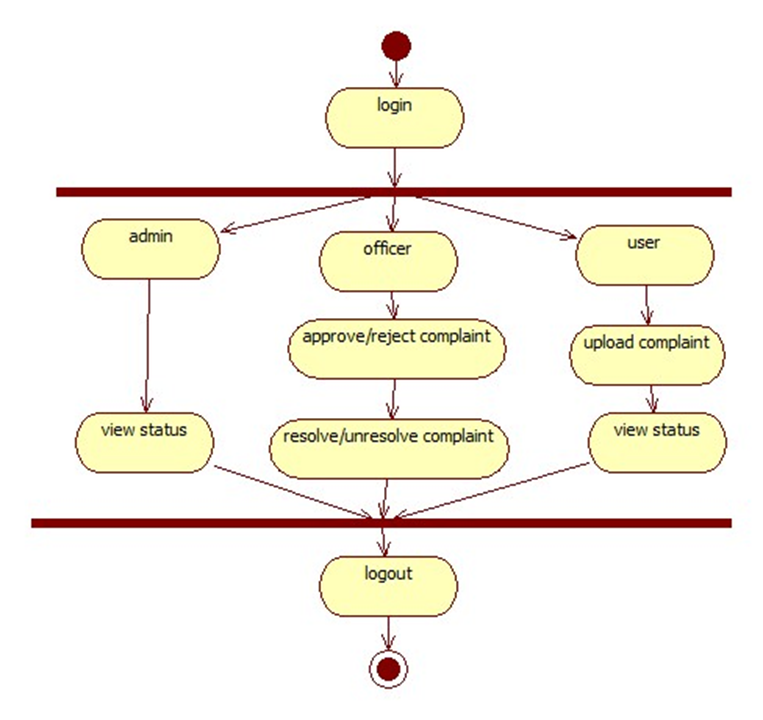 login
admin
officer
user
approve/reject complaint
upload complaint
view status
resolve/unresolve complaint
view status
logout